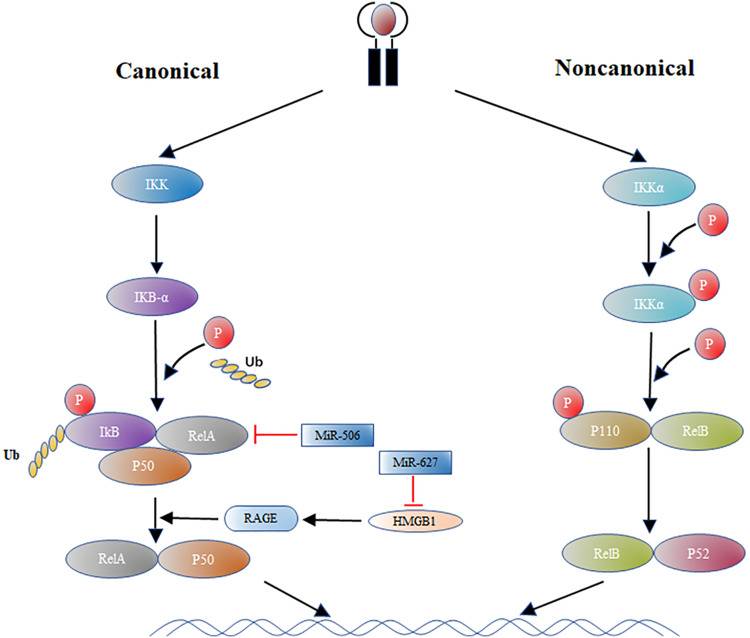 Canonical
Noncanonical
IKK
IKKα
P
IKB-α
P
IKKα
P
Ub
P
P
P
IkB
RelA
MiR-506
P110
RelB
Ub
P50
MiR-627
RAGE
HMGB1
RelA
P50
RelB
P52